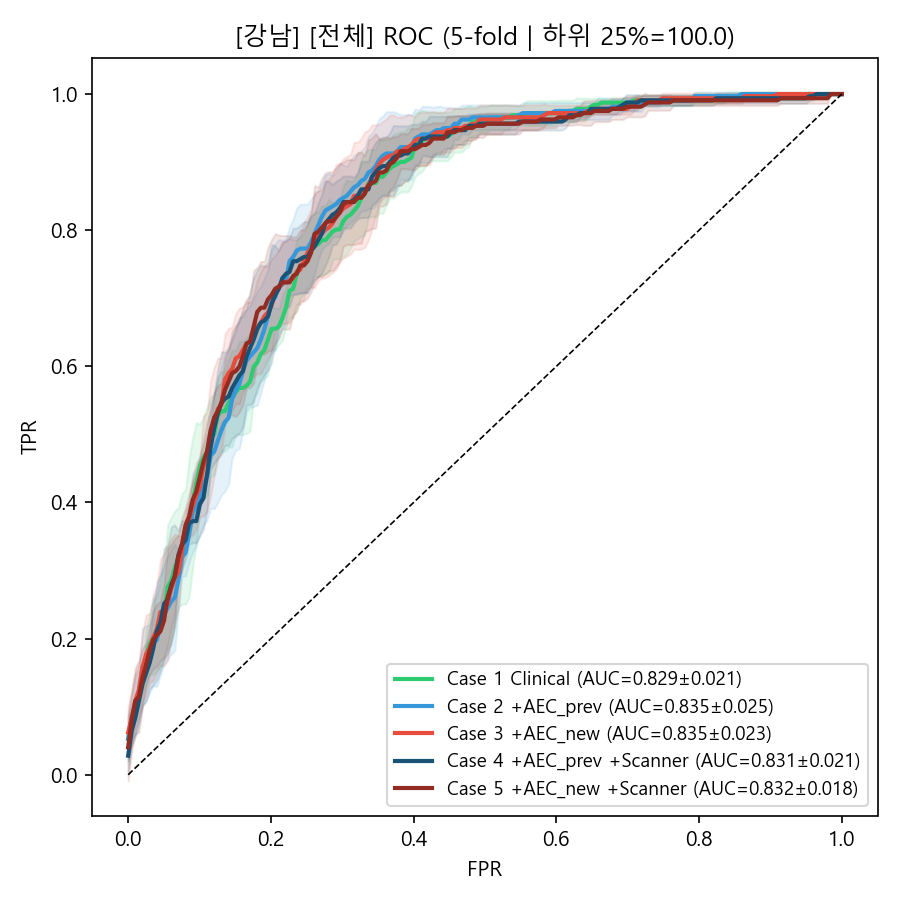 [강남] [전체] ROC (5-fold | 하위 25%=100.0)
TPR
1.0
0.8
0.6
0.4
0.2
0.0
Case 1 Clinical (AUC=0.829±0.021)
Case 2 +AEC_prev (AUC=0.835±0.025)
Case 3 +AEC_new (AUC=0.835±0.023)
Case 4 +AEC_prev +Scanner (AUC=0.831±0.021)
Case 5 +AEC_new +Scanner (AUC=0.832±0.018)
0.0 0.2 0.4 0.6 0.8 1.0
FPR